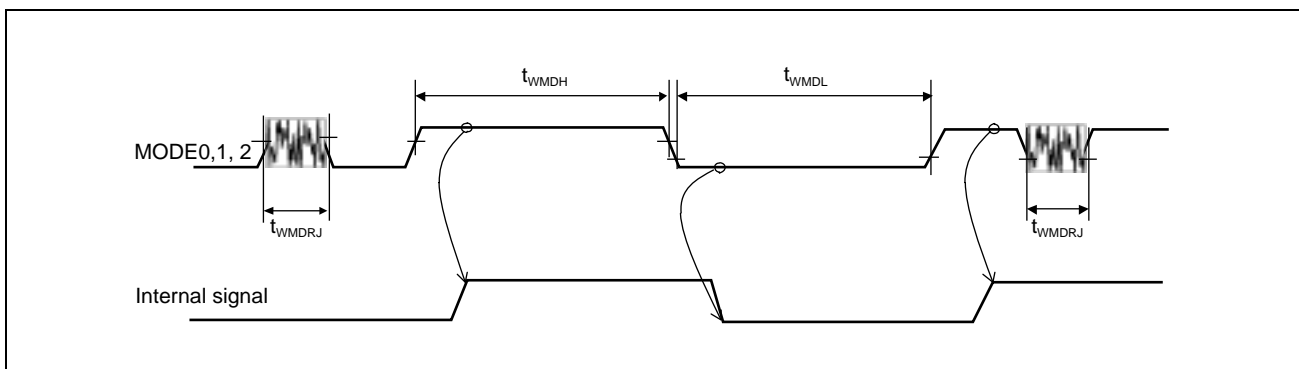 tWMDH
tWMDL
MODE0,1, 2
tWMDRJ
tWMDRJ
Internal signal